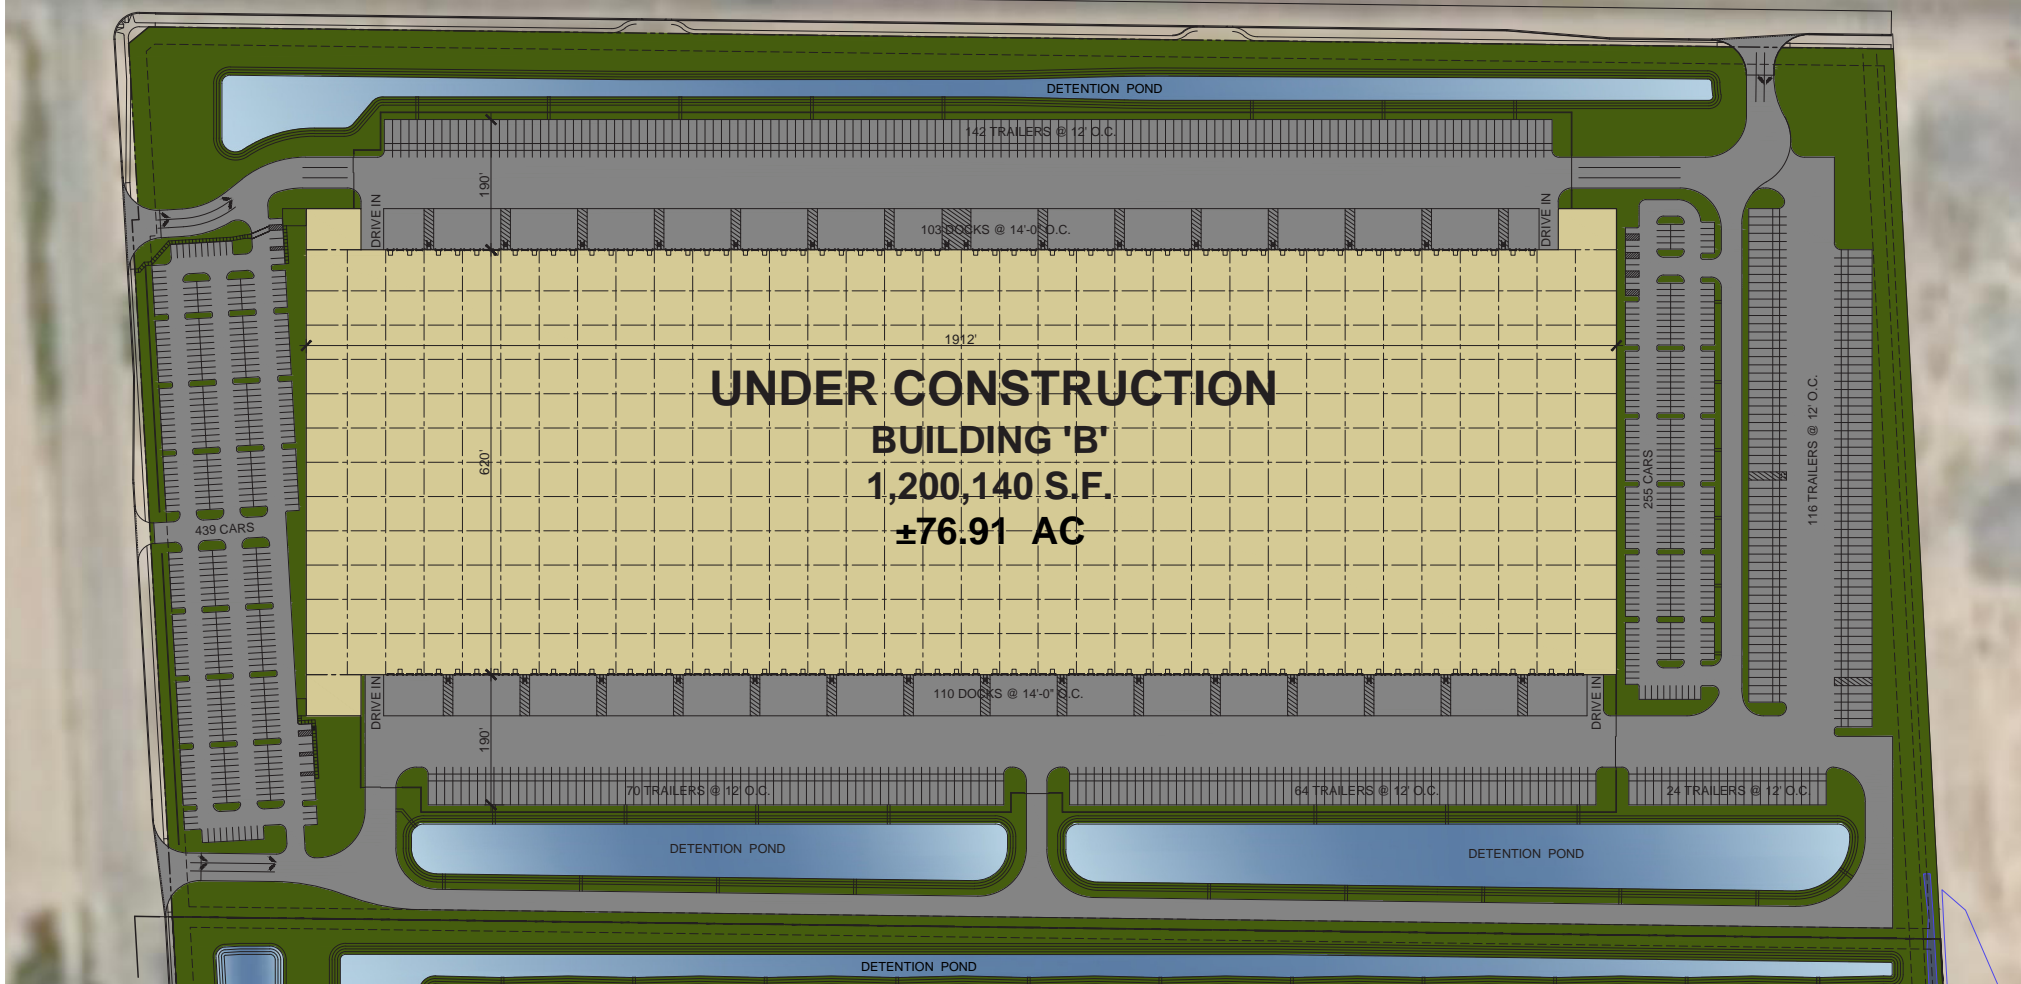 DETENTION POND
142 TRAILERS @ 12' O.C.
190'
DRIVE IN
DRIVE IN
103 DOCKS @ 14'-0" O.C.
1912'
UNDER CONSTRUCTION
BUILDING 'B'
1,200,140 S.F.
±76.91 AC
620'
439 CARS
255 CARS
116 TRAILERS @ 12' O.C.
DRIVE IN
110 DOCKS @ 14'-0" O.C.
DRIVE IN
190'
70 TRAILERS @ 12' O.C.
64 TRAILERS @ 12' O.C.
24 TRAILERS @ 12' O.C.
DETENTION POND
DETENTION POND
DETENTION POND